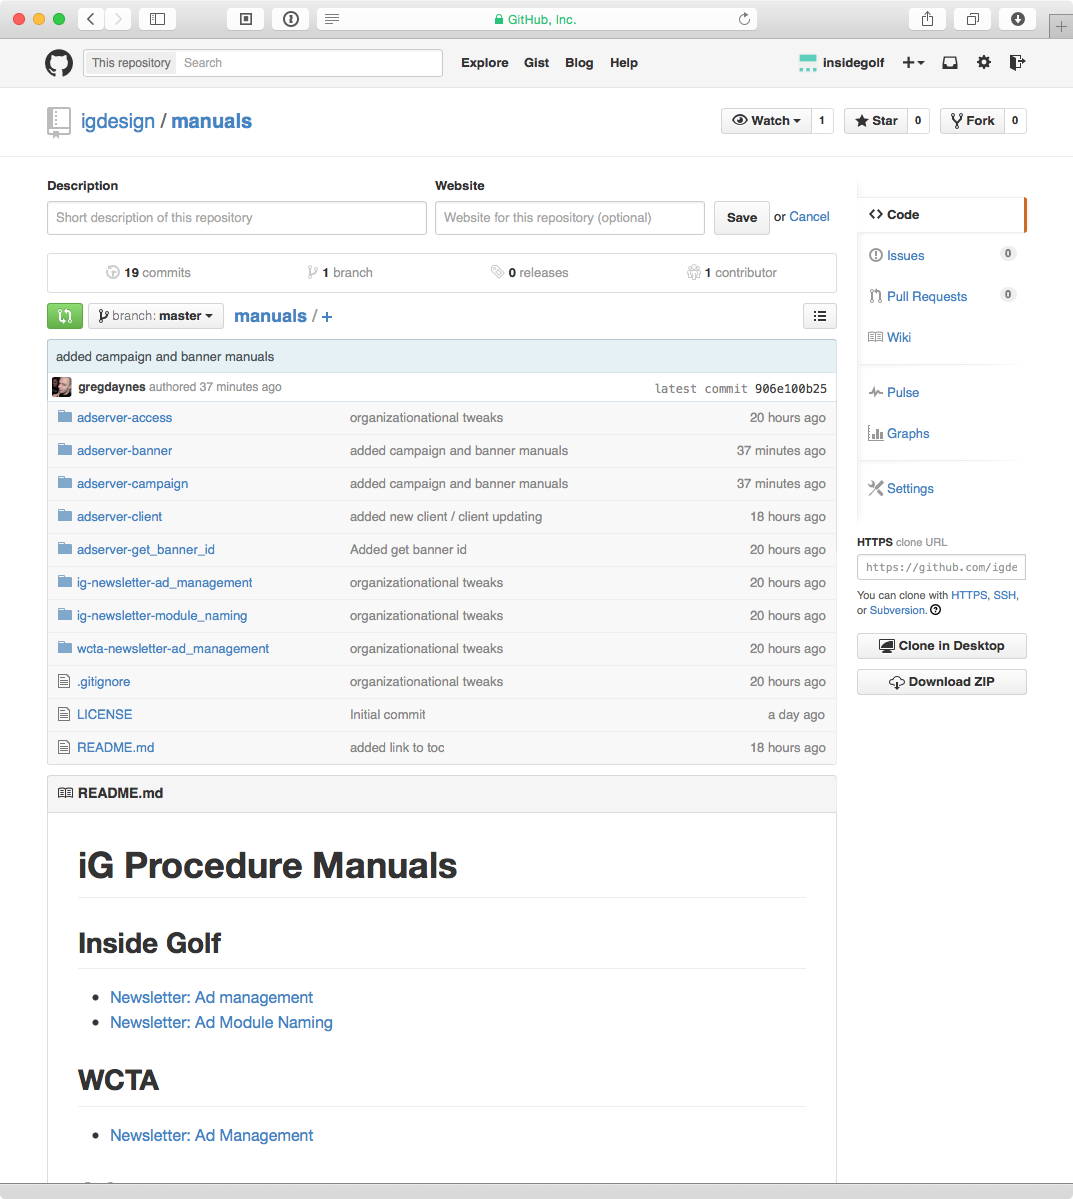 GitHub, Inc.
This repository Search Explore Gist Blog Help insidegolf
igdesign / manuals Watch 1 Star 0 Fork 0
Description Website
Short description of this repository Website for this repository (optional) Save or Cancel
19 commits 1 branch 0 releases 1 contributor
branch: master manuals / +
added campaign and banner manuals
gregdaynes authored 37 minutes ago latest commit 906e100b25
adserver-access organizationational tweaks 20 hours ago
adserver-banner added campaign and banner manuals 37 minutes ago
adserver-campaign added campaign and banner manuals 37 minutes ago
adserver-client added new client / client updating 18 hours ago
adserver-get_banner_id Added get banner id 20 hours ago
ig-newsletter-ad_management organizationational tweaks 20 hours ago
ig-newsletter-module_naming organizationational tweaks 20 hours ago
wcta-newsletter-ad_management organizationational tweaks 20 hours ago
.gitignore organizationational tweaks 20 hours ago
LICENSE Initial commit a day ago
README.md added link to toc 18 hours ago
README.md
iG Procedure Manuals
Inside Golf
Newsletter: Ad management
Newsletter: Ad Module Naming
WCTA
Newsletter: Ad Management
Code
Issues 0
Pull Requests 0
Wiki
Pulse
Graphs
Settings
HTTPS clone URL
https://github.com/igde
You can clone with HTTPS, SSH,
or Subversion.
Clone in Desktop
Download ZIP